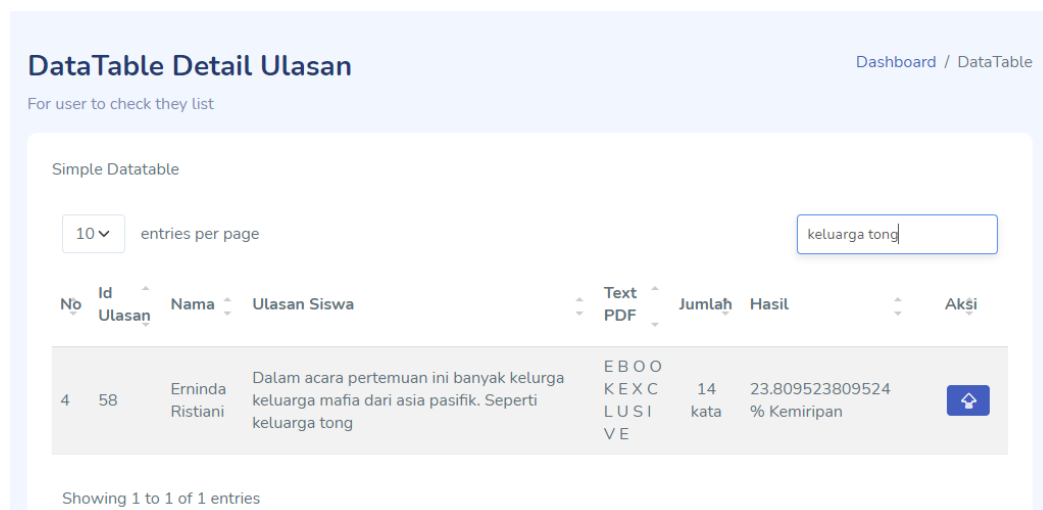 DataTable Detail Ulasan
Dashboard / DataTable
For user to check they list
Simple Datatable
10 entries per page
keluarga tong
No Id Ulasan Nama Ulasan Siswa Text PDF Jumlah Hasil Aksi
4 58 Erninda Ristiani
Dalam acara pertemuan ini banyak kelurga
keluarga mafia dari asia pasifik. Seperti
keluarga tong
E B O O
K E X C
L U S I
V E
14
kata
23.809523809524
% Kemiripan
Showing 1 to 1 of 1 entries